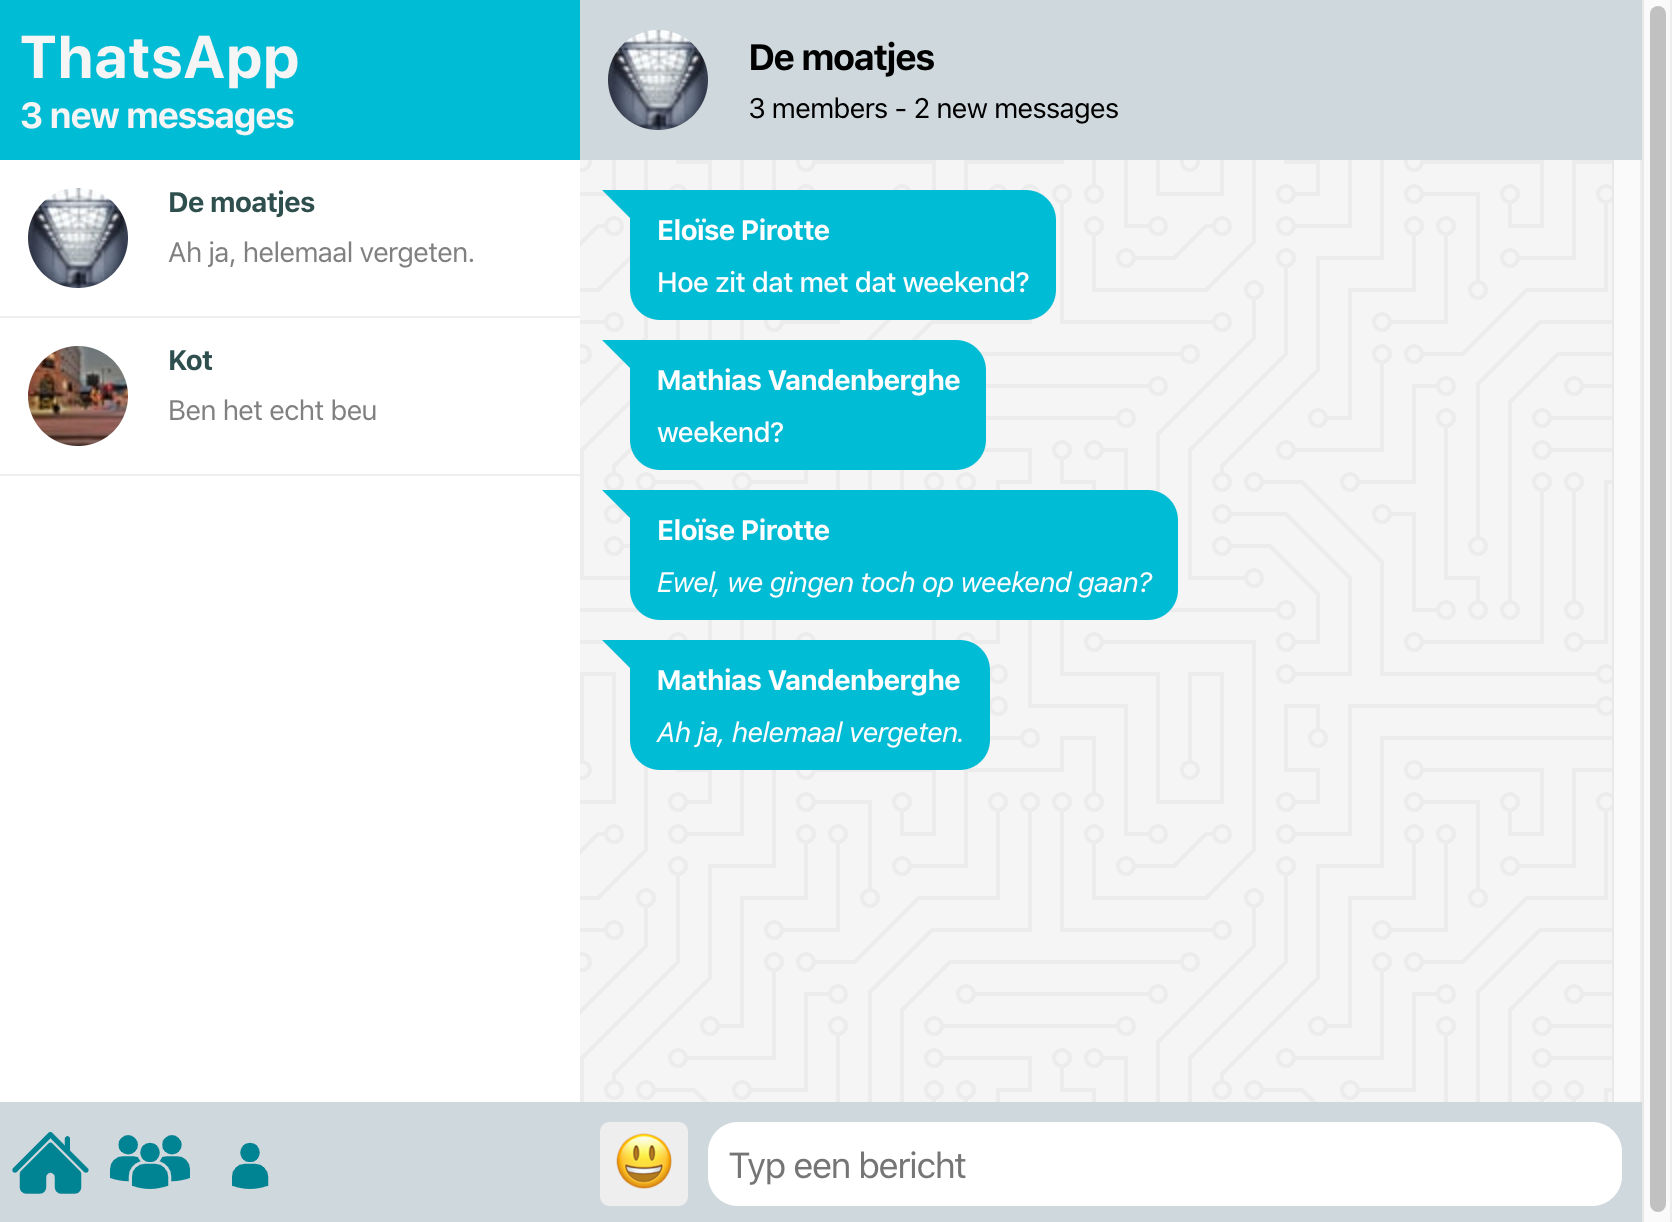 ThatsApp
3 new messages
De moatjes
Ah ja, helemaal vergeten.
Kot
Ben het echt beu
De moatjes
3 members - 2 new messages
Eloïse Pirotte
Hoe zit dat met dat weekend?
Mathias Vandenberghe
weekend?
Eloïse Pirotte
Ewel, we gingen toch op weekend gaan?
Mathias Vandenberghe
Ah ja, helemaal vergeten.
Typ een bericht